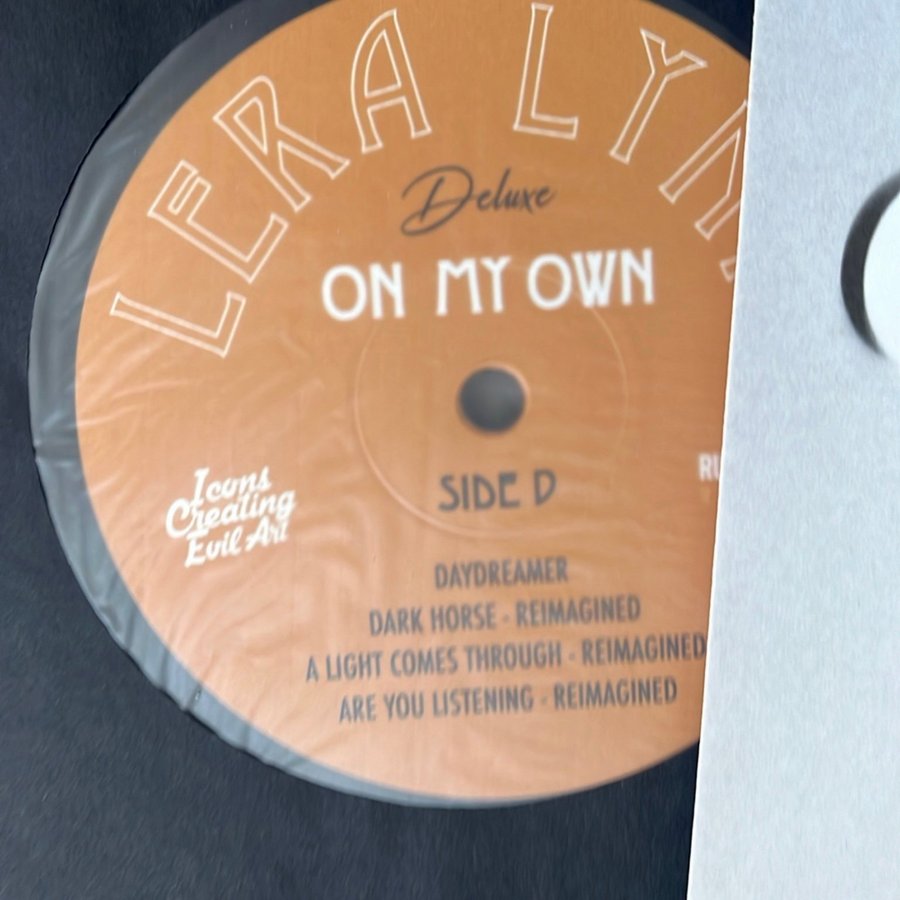 LERA LYN
Deluxe
ON MY OWN
SIDE D
Icons
Creating
Evil Art
RU
DAYDREAMER
DARK HORSE - REIMAGINED
A LIGHT COMES THROUGH - REIMAGINED
ARE YOU LISTENING - REIMAGINED